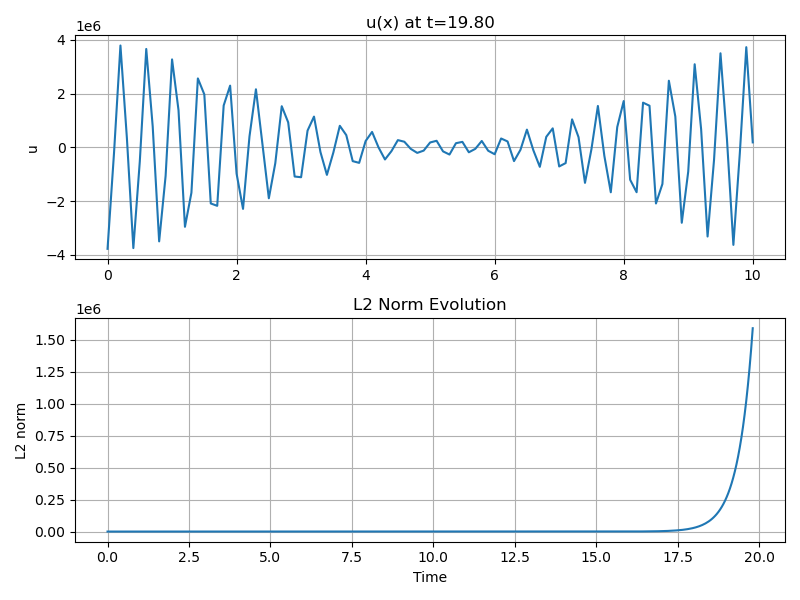 u(x) at t=19.80
1e6
4
2
0
−2
−4
u
0 2 4 6 8 10
L2 Norm Evolution
1e6
1.50
1.25
1.00
0.75
0.50
0.25
0.00
L2 norm
0.0 2.5 5.0 7.5 10.0 12.5 15.0 17.5 20.0
Time